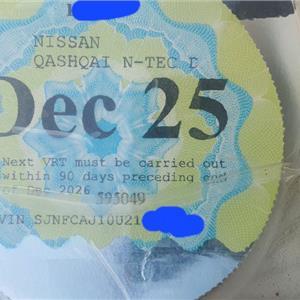 NISSAN
QASHQAI N-TEC D
Dec 25
Next VRT must be carried out
within 90 days preceding end
of Dec 2026
595049
VIN SJNFCAJ10U21